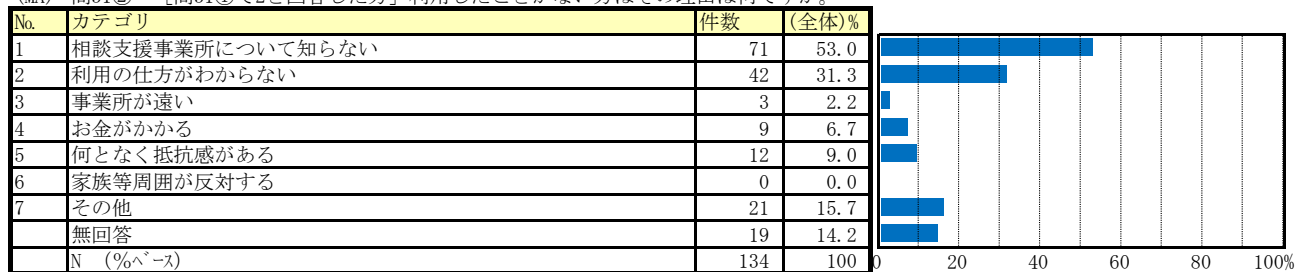 No. カテゴリ 件数 (全体)%
1 相談支援事業所について知らない 71 53.0
2 利用の仕方がわからない 42 31.3
3 事業所が遠い 3 2.2
4 お金がかかる 9 6.7
5 何となく抵抗感がある 12 9.0
6 家族等周囲が反対する 0 0.0
7 その他 21 15.7
無回答 19 14.2
N (%ベース) 134 100
0 20 40 60 80 100%